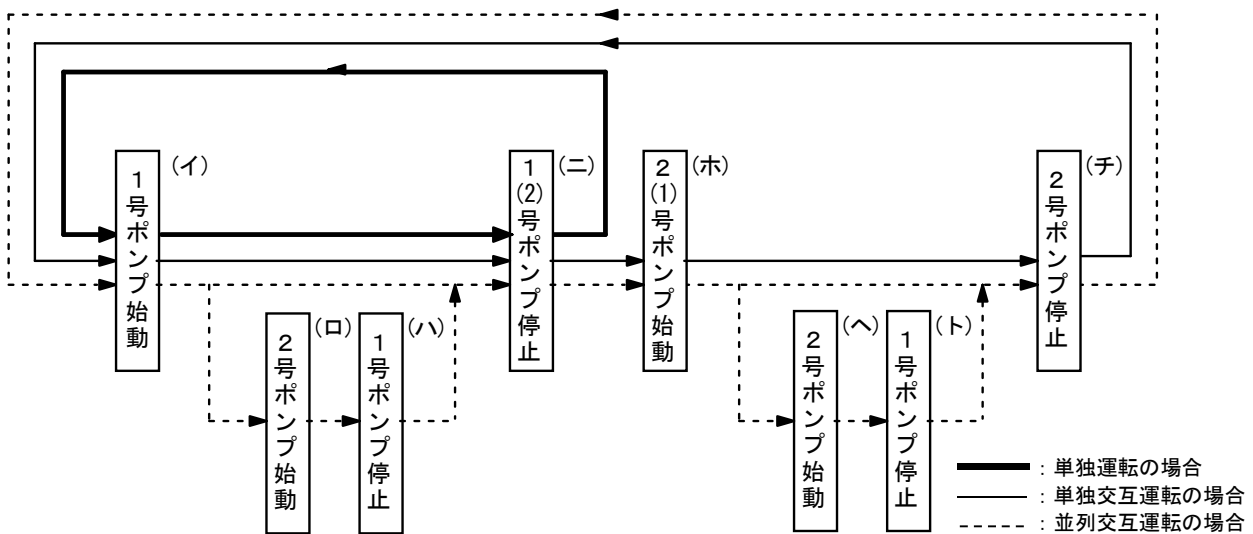 1号ポンプ始動
(イ)
2号ポンプ始動
(ロ)
1号ポンプ停止
(ハ)
1(2)号ポンプ停止
(ニ)
2(1)号ポンプ始動
(ホ)
2号ポンプ始動
(ヘ)
1号ポンプ停止
(ト)
2号ポンプ停止
(チ)
：単独運転の場合
：単独交互運転の場合
：並列交互運転の場合